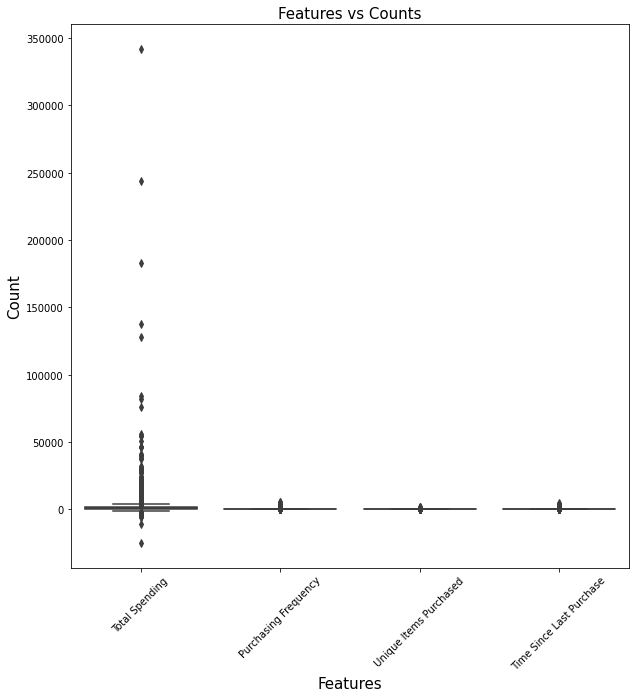 Features vs Counts
350000
300000
250000
200000
150000
100000
50000
0
Count
Total Spending
Purchasing Frequency
Unique Items Purchased
Time Since Last Purchase
Features